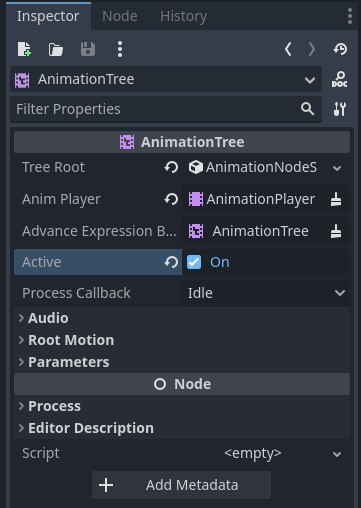 Inspector Node History
AnimationTree
DOC
Filter Properties
AnimationTree
Tree Root AnimationNodeS
Anim Player AnimationPlayer
Advance Expression B... AnimationTree
Active On
Process Callback Idle
Audio
Root Motion
Parameters
Node
Process
Editor Description
Script <empty>
Add Metadata